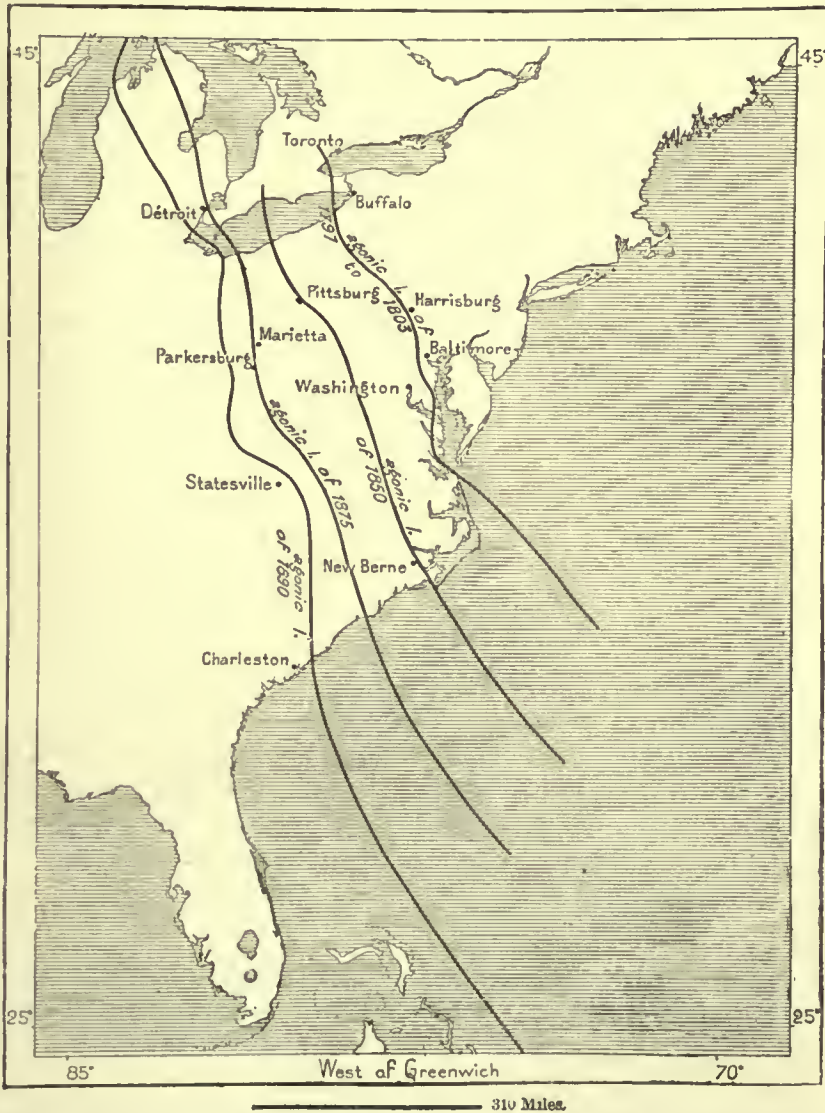 45°
45°
Toronto
Détroit
Buffalo
1797
agonic l.
to
of
1803
Pittsburg
Harrisburg
Marietta
Baltimore
Parkersburg
Washington
agonic l. of 1875
agonic l.
of 1850
Statesville
New Berne
agonic l.
of 1890
Charleston
25°
25°
85°
West of Greenwich
70°
310 Miles.